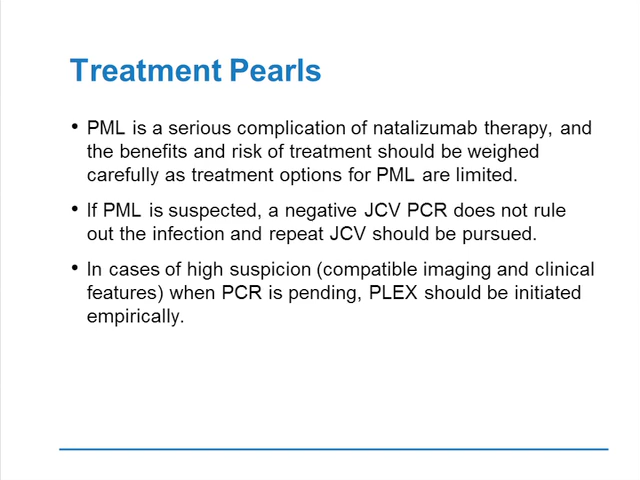 Treatment Pearls
• PML is a serious complication of natalizumab therapy, and
the benefits and risk of treatment should be weighed
carefully as treatment options for PML are limited.
• If PML is suspected, a negative JCV PCR does not rule
out the infection and repeat JCV should be pursued.
• In cases of high suspicion (compatible imaging and clinical
features) when PCR is pending, PLEX should be initiated
empirically.